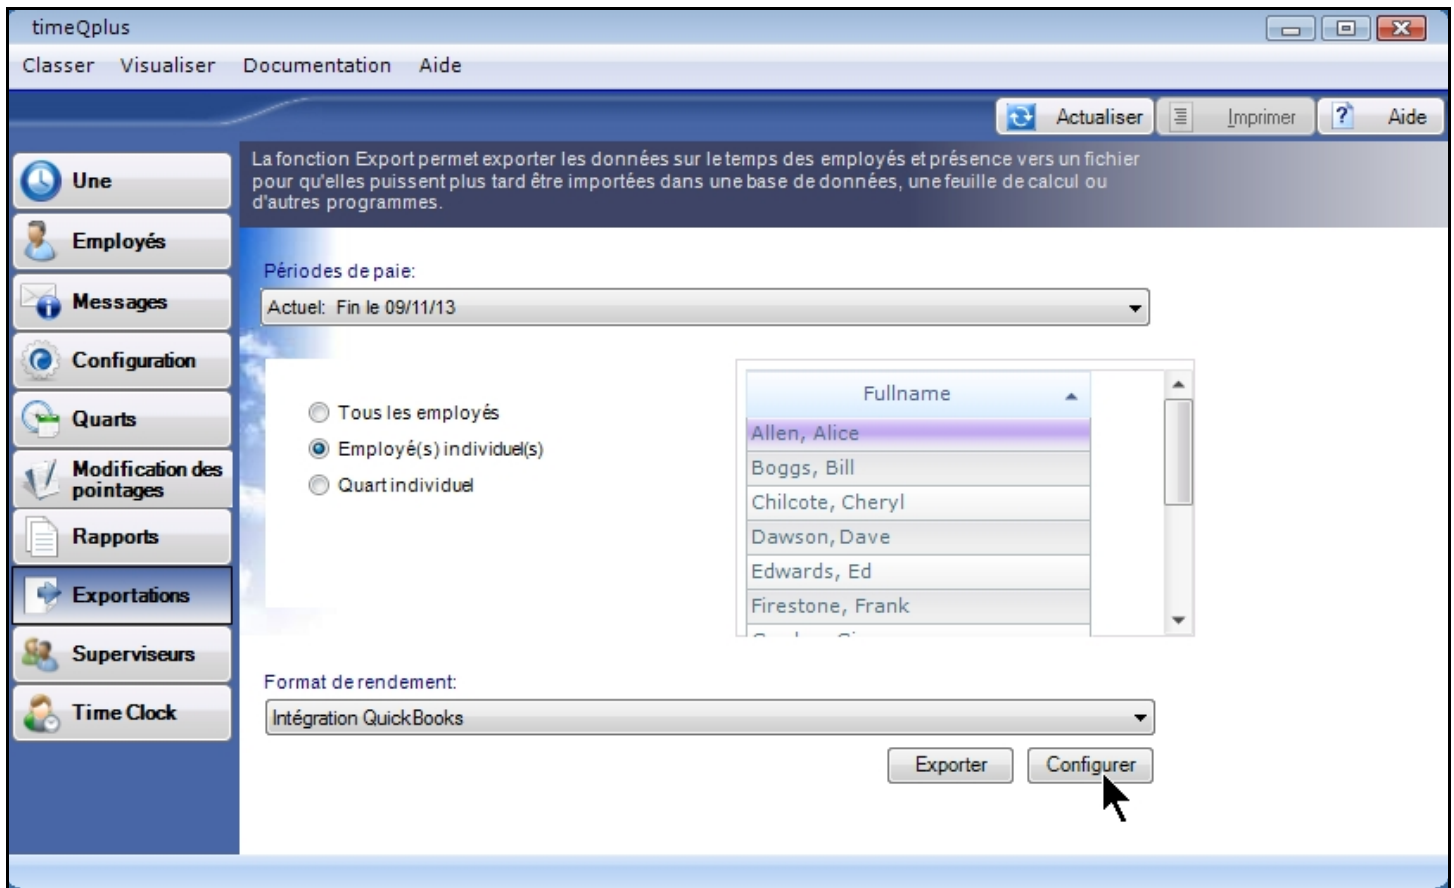 timeQplus
Classer Visualiser Documentation Aide
Actualiser Imprimer Aide
La fonction Export permet exporter les données sur le temps des employés et présence vers un fichier
pour qu'elles puissent plus tard être importées dans une base de données, une feuille de calcul ou
d'autres programmes.
Une
Employés
Messages
Configuration
Quarts
Modification des
pointages
Rapports
Exportations
Superviseurs
Time Clock
Périodes de paie:
Actuel: Fin le 09/11/13
Tous les employés
Employé(s) individuel(s)
Quart individuel
Fullname
Allen, Alice
Boggs, Bill
Chilcote, Cheryl
Dawson, Dave
Edwards, Ed
Firestone, Frank
Format de rendement:
Intégration QuickBooks
Exporter Configurer